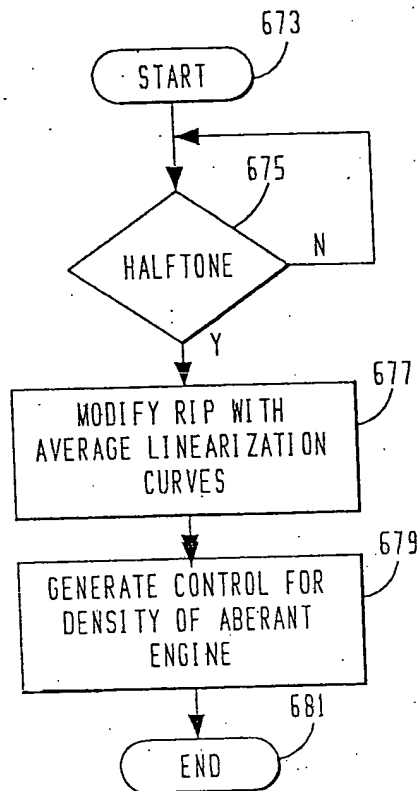 673
START
675
HALFTONE
N
Y
677
MODIFY RIP WITH
AVERAGE LINEARIZATION
CURVES
679
GENERATE CONTROL FOR
DENSITY OF ABERANT
ENGINE
681
END